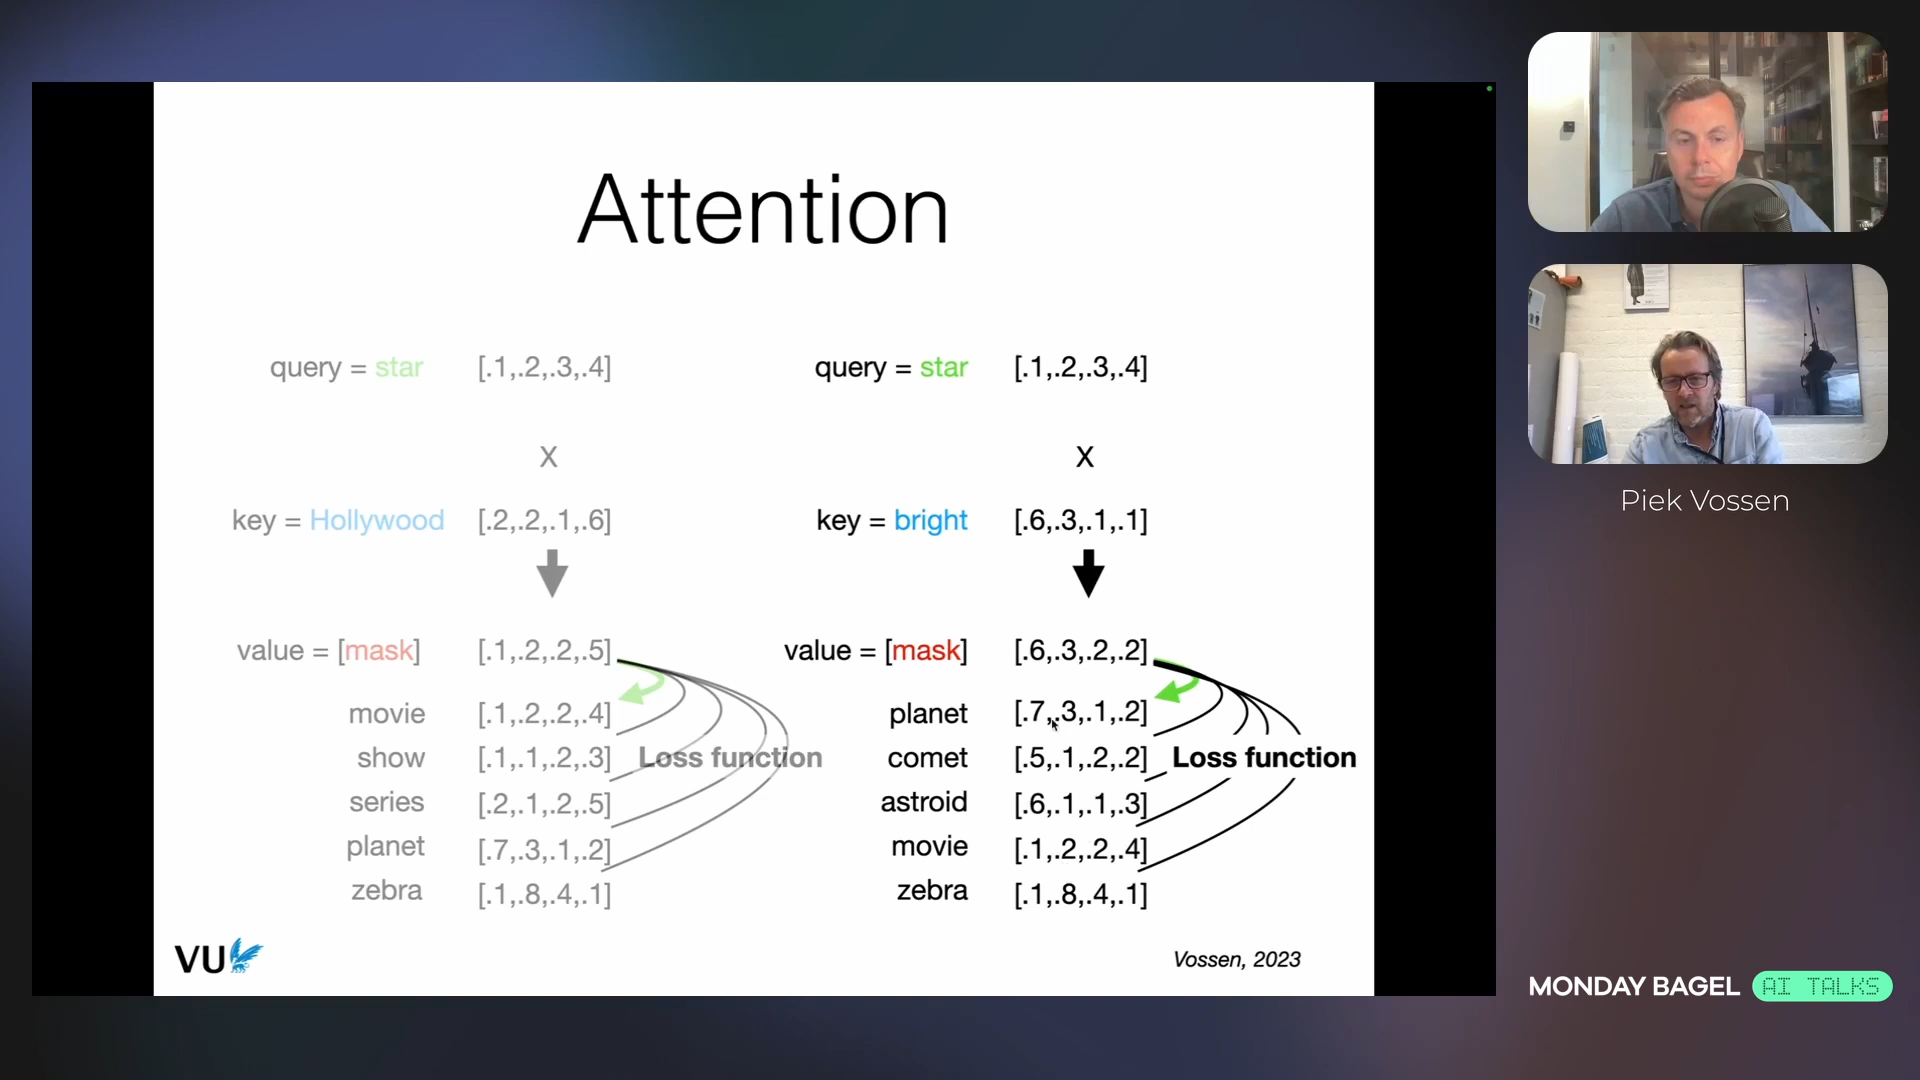 Attention
query = star [.1,.2,.3,.4]
X
key = Hollywood [.2,.2,.1,.6]
value = [mask] [.1,.2,.2,.5]
movie [.1,.2,.2,.4]
show [.1,.1,.2,.3]
series [.2,.1,.2,.5]
planet [.7,.3,.1,.2]
zebra [.1,.8,.4,.1]
Loss function
query = star [.1,.2,.3,.4]
X
key = bright [.6,.3,.1,.1]
value = [mask] [.6,.3,.2,.2]
planet [.7,.3,.1,.2]
comet [.5,.1,.2,.2]
astroid [.6,.1,.1,.3]
movie [.1,.2,.2,.4]
zebra [.1,.8,.4,.1]
Loss function
VU
Vossen, 2023
Piek Vossen
MONDAY BAGEL AI TALKS